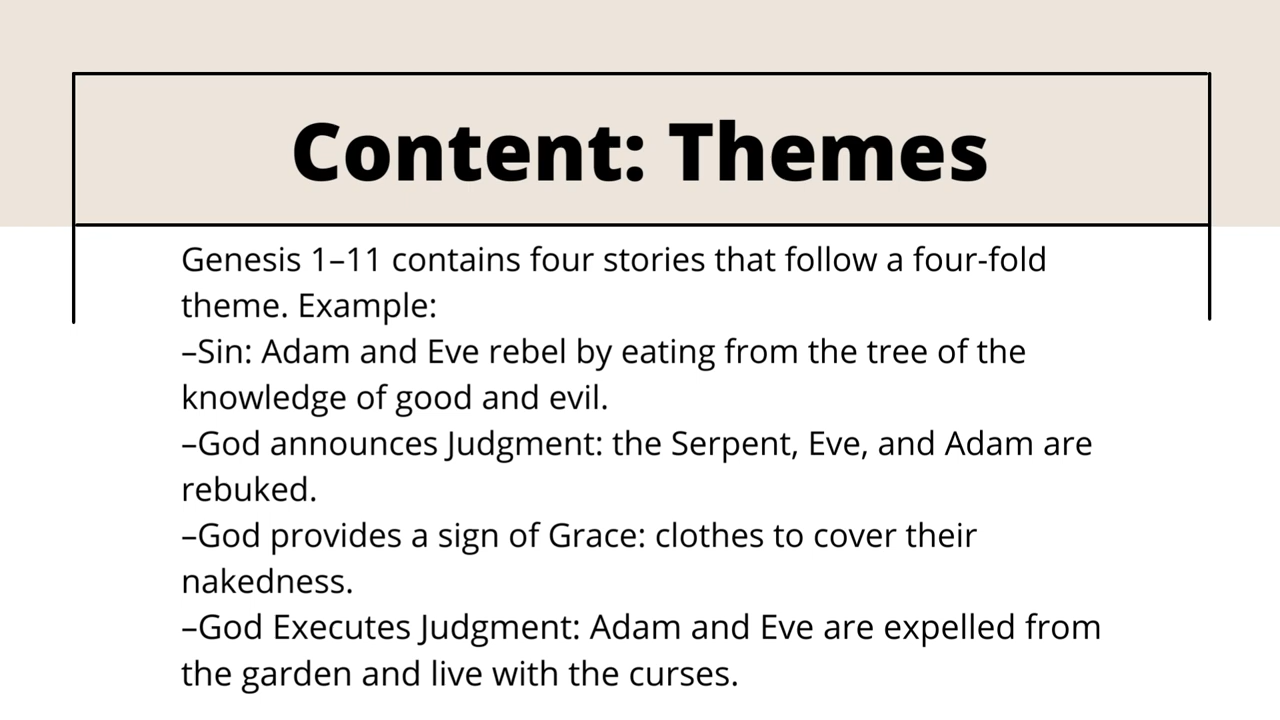 Content: Themes
Genesis 1–11 contains four stories that follow a four-fold
theme. Example:
–Sin: Adam and Eve rebel by eating from the tree of the
knowledge of good and evil.
–God announces Judgment: the Serpent, Eve, and Adam are
rebuked.
–God provides a sign of Grace: clothes to cover their
nakedness.
–God Executes Judgment: Adam and Eve are expelled from
the garden and live with the curses.